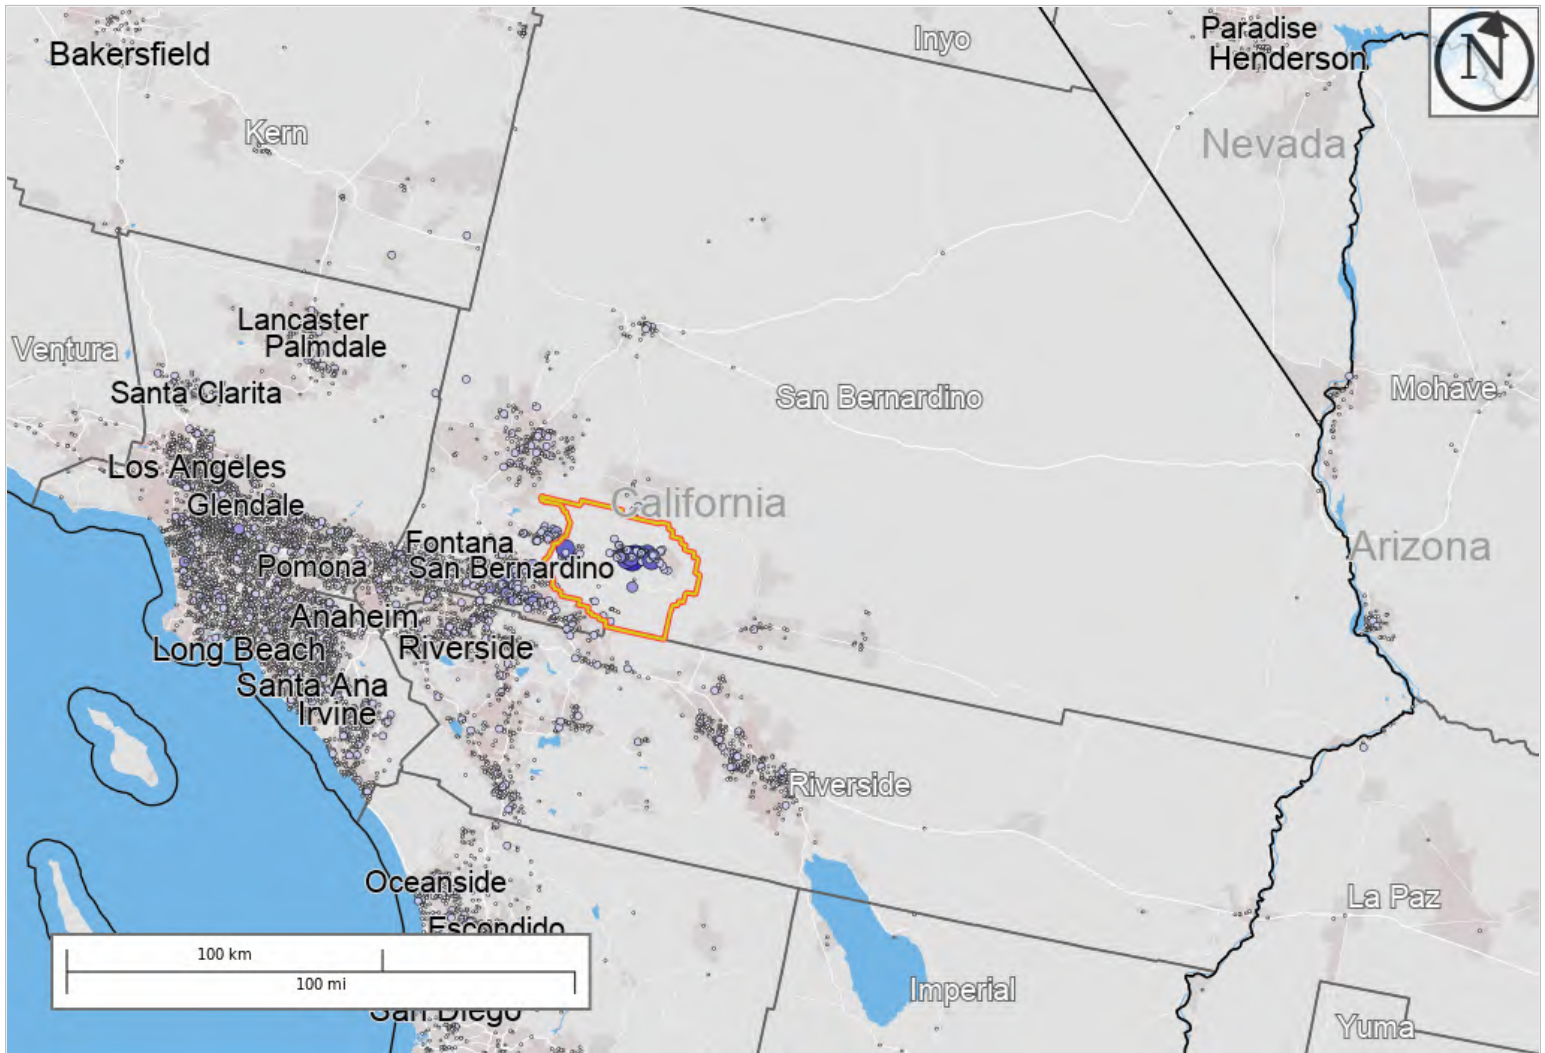 Paradise
Henderson
N
Inyo
Bakersfield
Kern
Nevada
Lancaster
Palmdale
Ventura
Santa Clarita
San Bernardino
Mohave
Los Angeles
Glendale
California
Fontana
San Bernardino
Pomona
Arizona
Anaheim
Riverside
Long Beach
Santa Ana
Irvine
Riverside
Oceanside
Escondido
La Paz
100 km
100 mi
Imperial
San Diego
Yuma